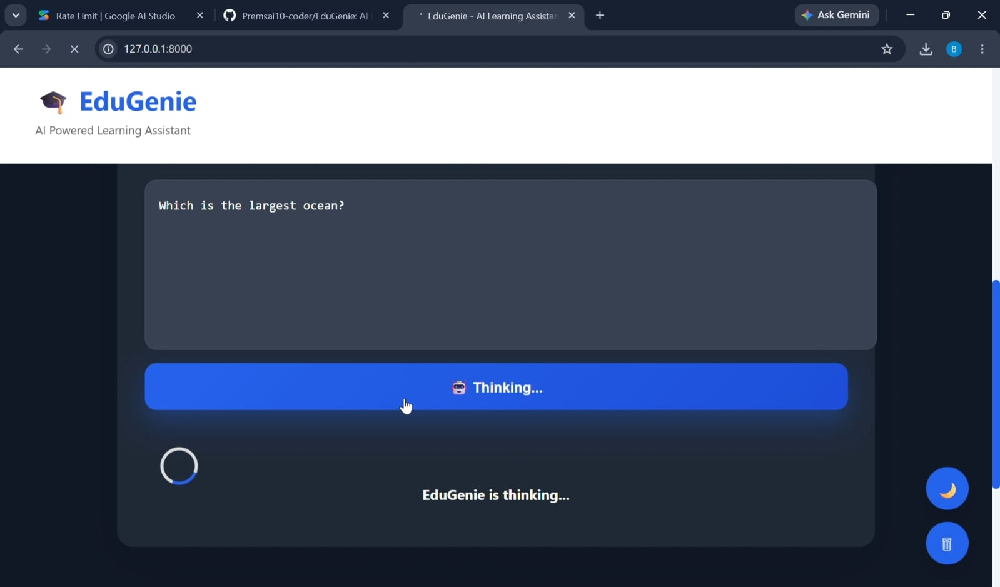 Rate Limit | Google AI Studio
Premsai10-coder/EduGenie: AI
EduGenie - AI Learning Assistan
Ask Gemini
127.0.0.1:8000
B
EduGenie
AI Powered Learning Assistant
Which is the largest ocean?
Thinking...
EduGenie is thinking...